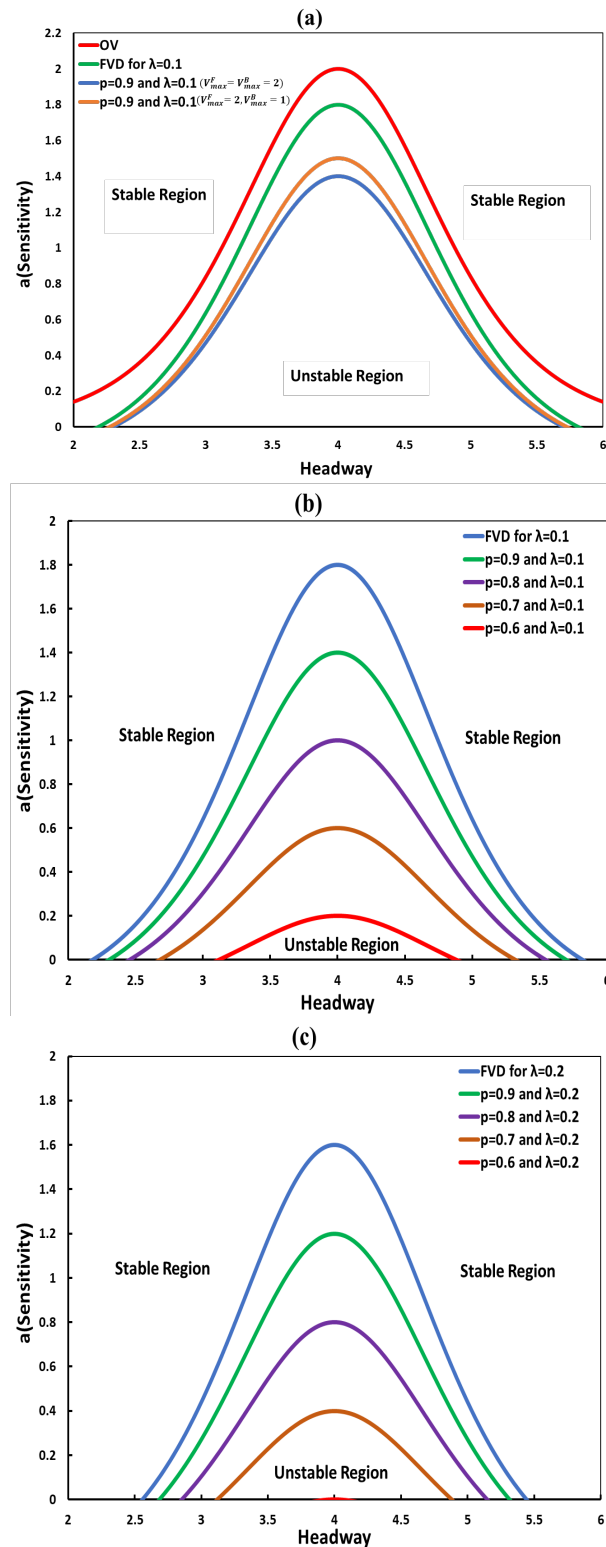 (a)
2.2
2
1.8
1.6
1.4
1.2
1
0.8
0.6
0.4
0.2
0
a(Sensitivity)
OV
FVD for λ=0.1
p=0.9 and λ=0.1 (V^F_max = V^B_max = 2)
p=0.9 and λ=0.1 (V^F_max = 2, V^B_max = 1)
Stable Region
Stable Region
Unstable Region
2 2.5 3 3.5 4 4.5 5 5.5 6
Headway
(b)
2
1.8
1.6
1.4
1.2
1
0.8
0.6
0.4
0.2
0
a(Sensitivity)
FVD for λ=0.1
p=0.9 and λ=0.1
p=0.8 and λ=0.1
p=0.7 and λ=0.1
p=0.6 and λ=0.1
Stable Region
Stable Region
Unstable Region
2 2.5 3 3.5 4 4.5 5 5.5 6
Headway
(c)
2
1.8
1.6
1.4
1.2
1
0.8
0.6
0.4
0.2
0
a(Sensitivity)
FVD for λ=0.2
p=0.9 and λ=0.2
p=0.8 and λ=0.2
p=0.7 and λ=0.2
p=0.6 and λ=0.2
Stable Region
Stable Region
Unstable Region
2 2.5 3 3.5 4 4.5 5 5.5 6
Headway